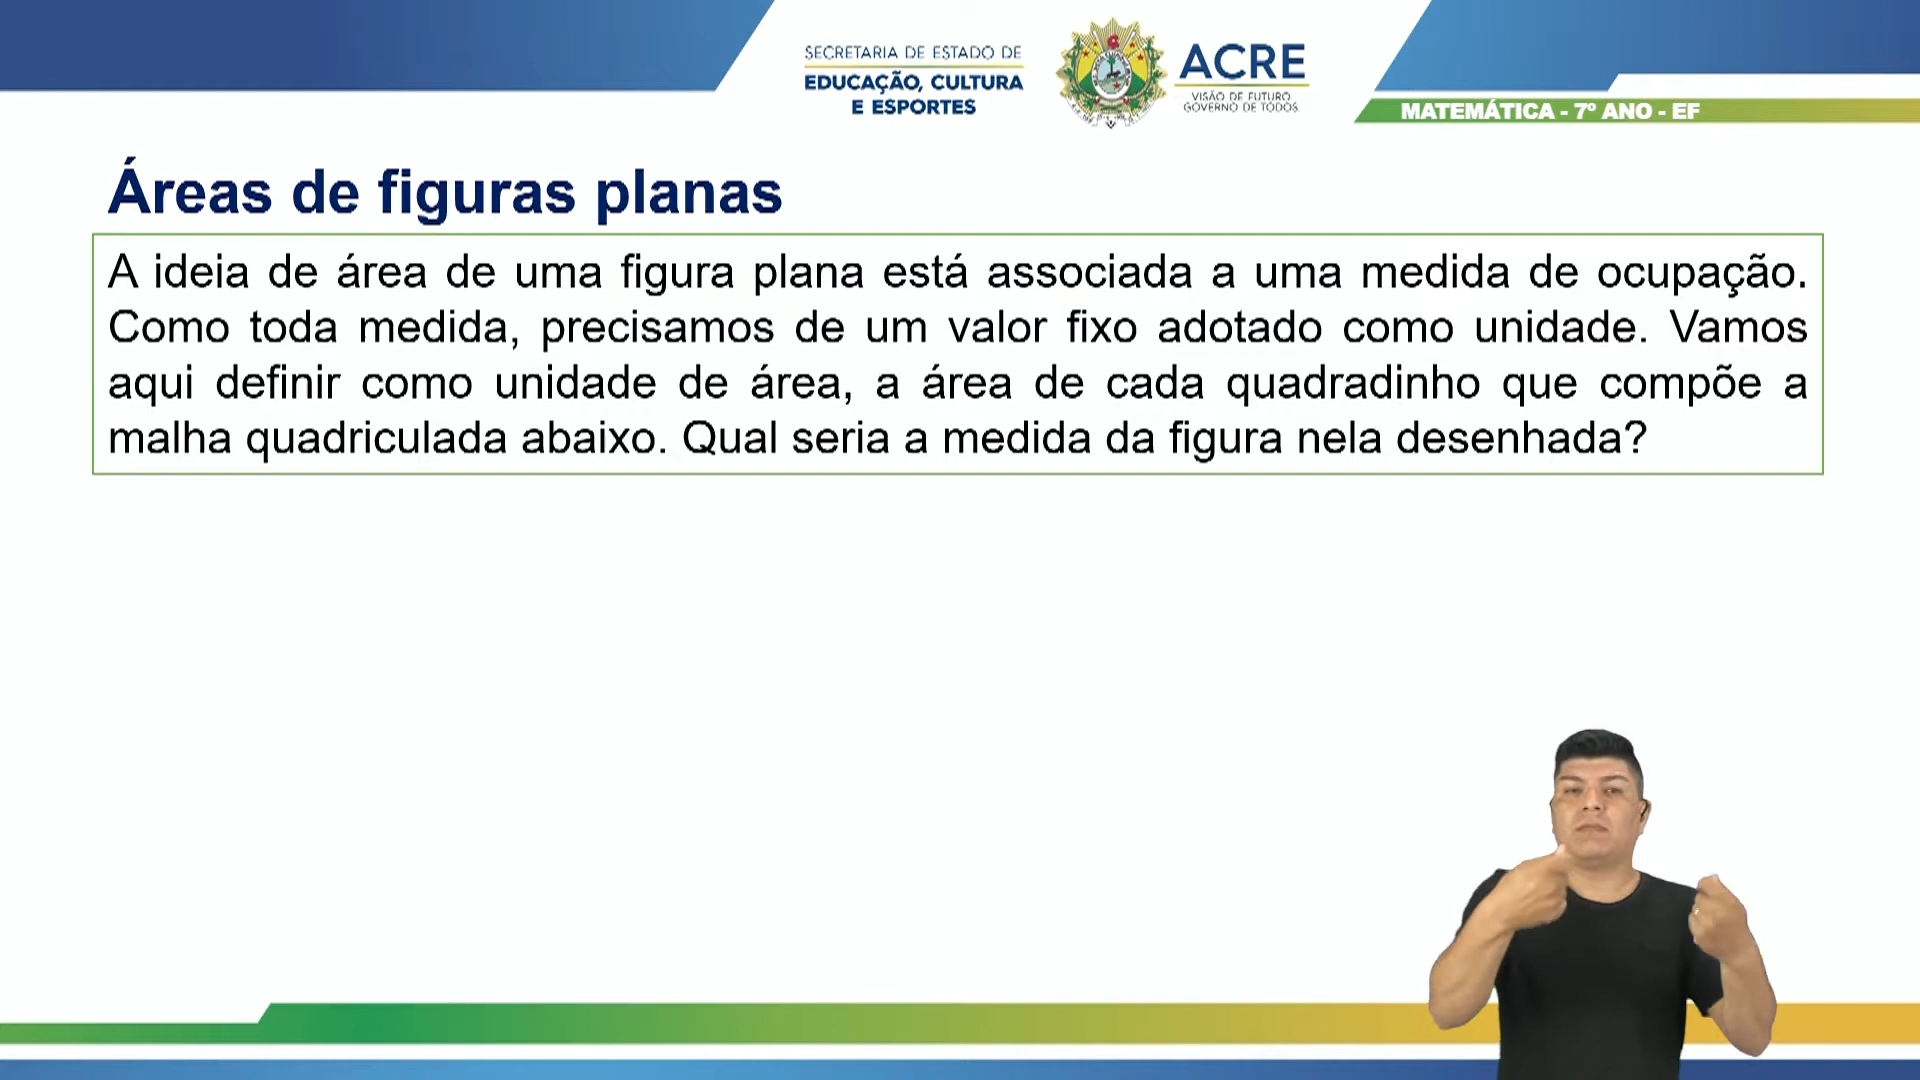 SECRETARIA DE ESTADO DE
EDUCAÇÃO, CULTURA
E ESPORTES
ACRE
VISÃO DE FUTURO.
GOVERNO DE TODOS.
MATEMÁTICA - 7º ANO - EF
Áreas de figuras planas
A ideia de área de uma figura plana está associada a uma medida de ocupação.
Como toda medida, precisamos de um valor fixo adotado como unidade. Vamos
aqui definir como unidade de área, a área de cada quadradinho que compõe a
malha quadriculada abaixo. Qual seria a medida da figura nela desenhada?